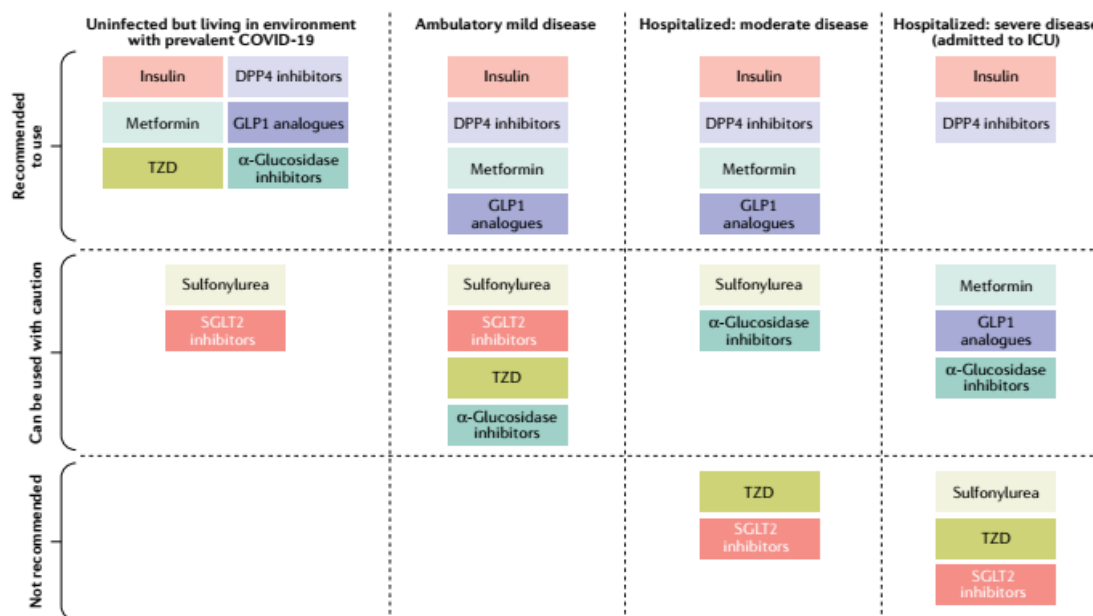 Uninfected but living in environment
with prevalent COVID-19
Ambulatory mild disease
Hospitalized: moderate disease
Hospitalized: severe disease
(admitted to ICU)
Recommended
to use
Insulin
DPP4 inhibitors
Metformin
GLP1 analogues
TZD
α-Glucosidase
inhibitors
Insulin
DPP4 inhibitors
Metformin
GLP1
analogues
Insulin
DPP4 inhibitors
Metformin
GLP1
analogues
Insulin
DPP4 inhibitors
Can be used with caution
Sulfonylurea
SGLT2
inhibitors
Sulfonylurea
SGLT2
inhibitors
TZD
α-Glucosidase
inhibitors
Sulfonylurea
α-Glucosidase
inhibitors
Metformin
GLP1
analogues
α-Glucosidase
inhibitors
Not recommended
TZD
SGLT2
inhibitors
Sulfonylurea
TZD
SGLT2
inhibitors